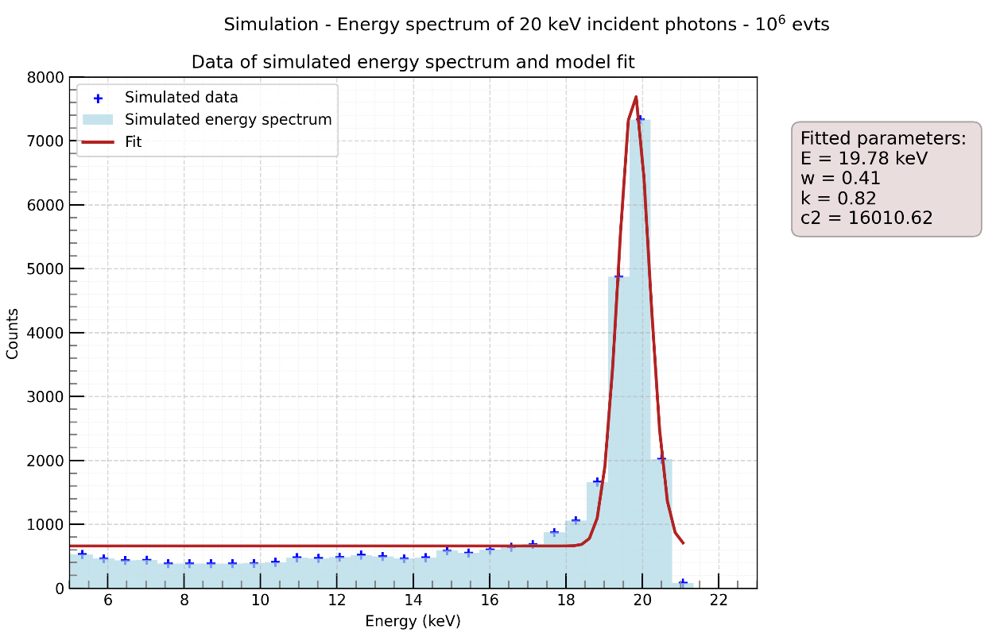 Simulation - Energy spectrum of 20 keV incident photons - 10⁶ evts
Data of simulated energy spectrum and model fit
Simulated data
Simulated energy spectrum
Fit
Fitted parameters:
E = 19.78 keV
w = 0.41
k = 0.82
c2 = 16010.62
Counts
8000
7000
6000
5000
4000
3000
2000
1000
0
6 8 10 12 14 16 18 20 22
Energy (keV)